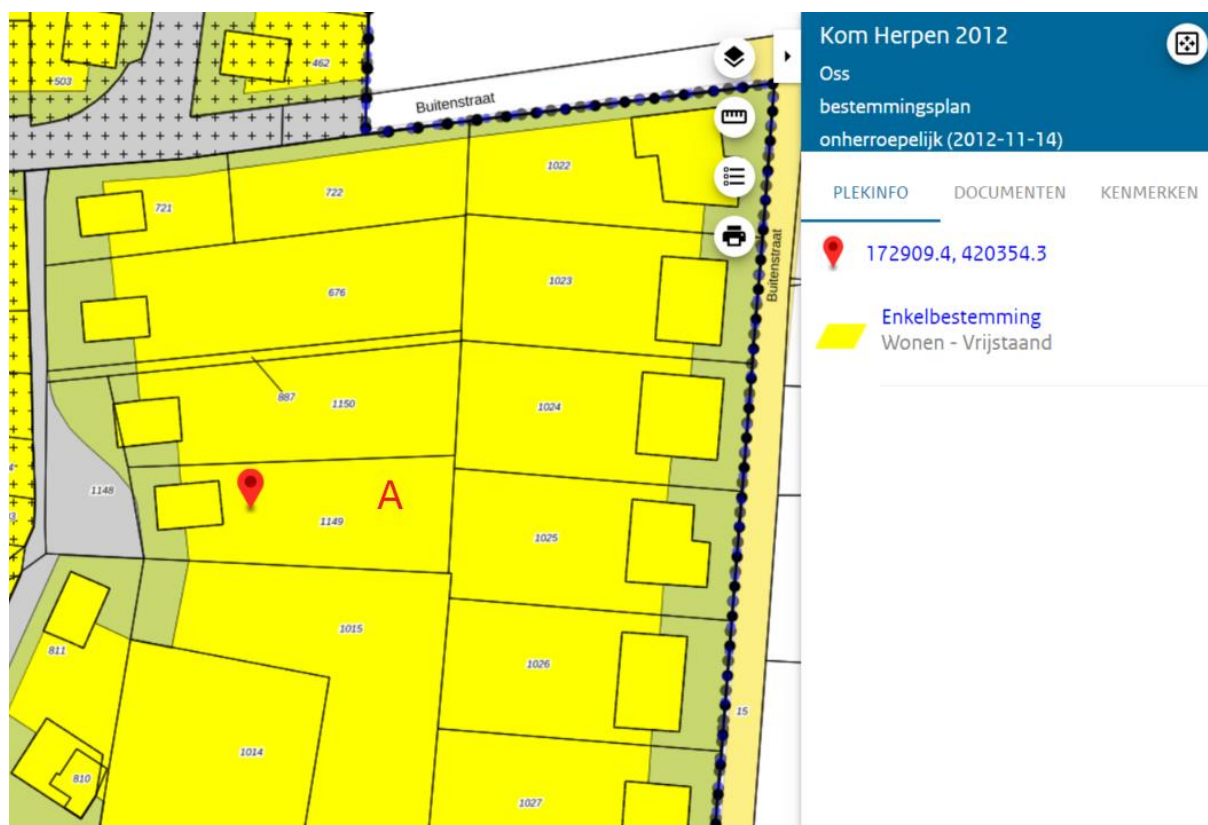 503
462
Buitenstraat
1022
722
721
1023
676
Buitenstraat
887
1150
1024
1148
A
1149
1025
1015
811
1026
15
1014
810
1027
Kom Herpen 2012
Oss
bestemmingsplan
onherroepelijk (2012-11-14)
PLEKINFO DOCUMENTEN KENMERKEN
172909.4, 420354.3
Enkelbestemming
Wonen - Vrijstaand